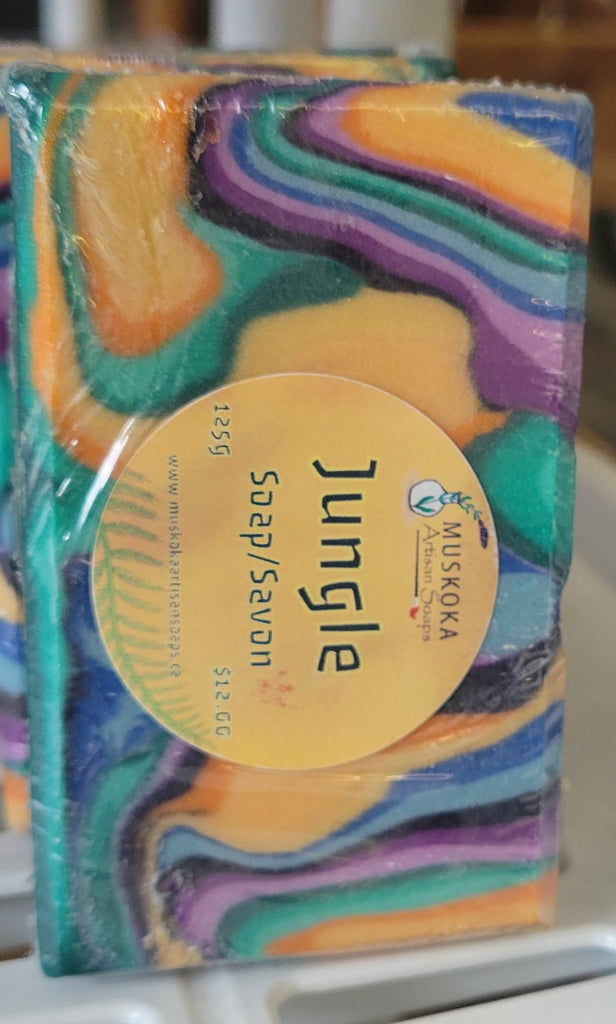 MUSKOKA
Artisan Soaps
Jungle
Soap/Savon
125g
$12.00
www.muskokaartisansoaps.ca